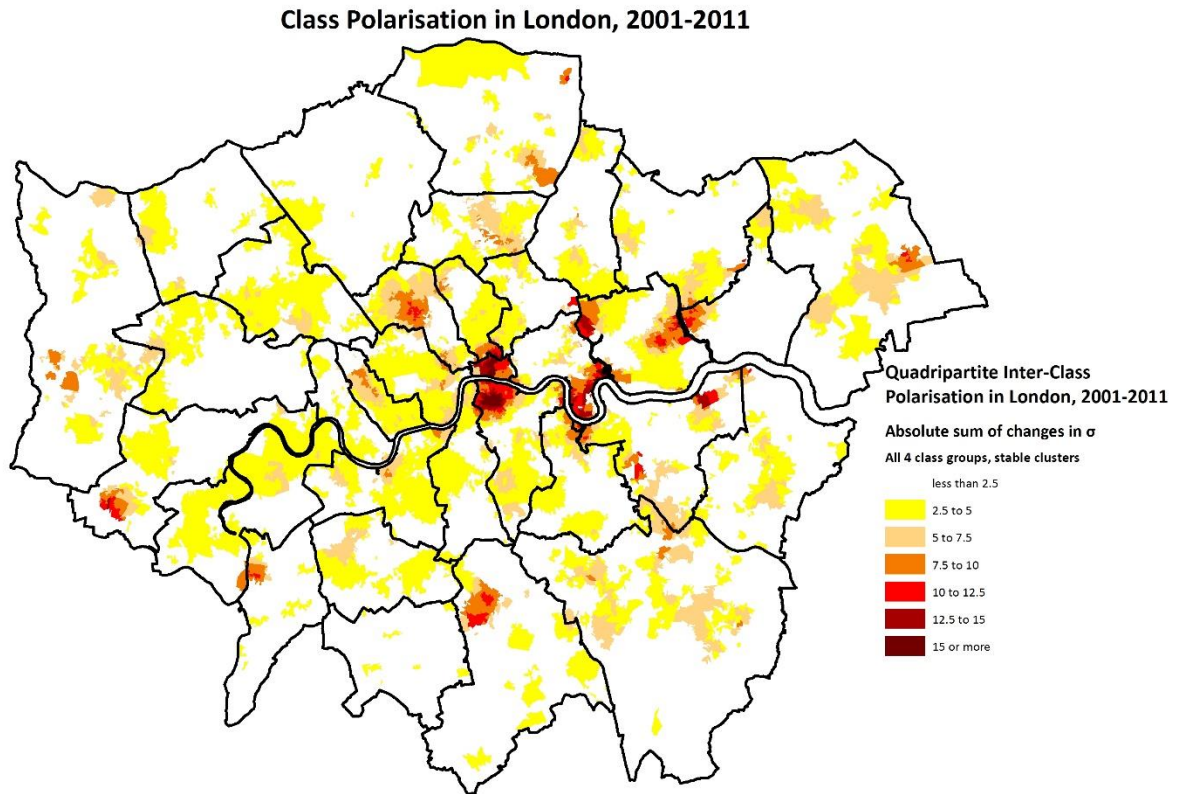 Class Polarisation in London, 2001-2011
Quadripartite Inter-Class
Polarisation in London, 2001-2011
Absolute sum of changes in σ
All 4 class groups, stable clusters
less than 2.5
2.5 to 5
5 to 7.5
7.5 to 10
10 to 12.5
12.5 to 15
15 or more